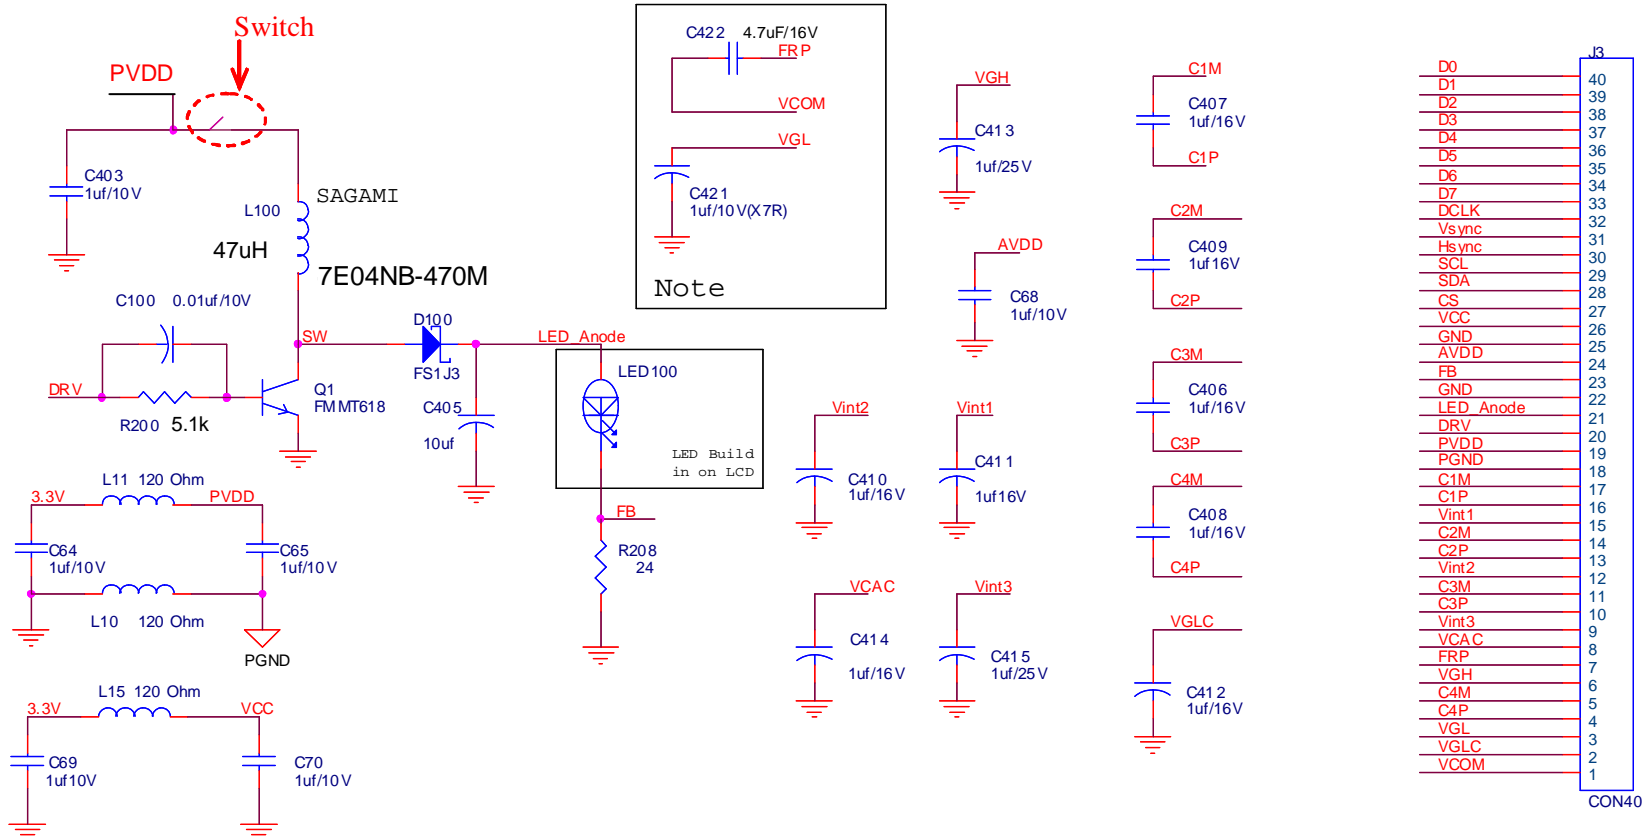 Switch
PVDD
C403
1uf/10V
L100
SAGAMI
47uH
7E04NB-470M
C100 0.01uf/10V
DRV
R200 5.1k
SW
Q1
FMMT618
D100
FS1J3
C405
10uf
LED_Anode
LED100
LED Build
in on LCD
FB
R208
24
L11 120 Ohm
3.3V
PVDD
C64
1uf/10V
C65
1uf/10V
L10 120 Ohm
PGND
L15 120 Ohm
3.3V
VCC
C69
1uf10V
C70
1uf/10V
C422 4.7uF/16V
FRP
VCOM
VGL
C421
1uf/10V(X7R)
Note
VGH
C413
1uf/25V
AVDD
C68
1uf/10V
Vint2
C410
1uf/16V
Vint1
C411
1uf16V
VCAC
C414
1uf/16V
Vint3
C415
1uf/25V
C1M
C407
1uf/16V
C1P
C2M
C409
1uf16V
C2P
C3M
C406
1uf/16V
C3P
C4M
C408
1uf/16V
C4P
VGLC
C412
1uf/16V
J3
D0 40
D1 39
D2 38
D3 37
D4 36
D5 35
D6 34
D7 33
DCLK 32
Vsync 31
Hsync 30
SCL 29
SDA 28
CS 27
VCC 26
GND 25
AVDD 24
FB 23
GND 22
LED_Anode 21
DRV 20
PVDD 19
PGND 18
C1M 17
C1P 16
Vint1 15
C2M 14
C2P 13
Vint2 12
C3M 11
C3P 10
Vint3 9
VCAC 8
FRP 7
VGH 6
C4M 5
C4P 4
VGL 3
VGLC 2
VCOM 1
CON40